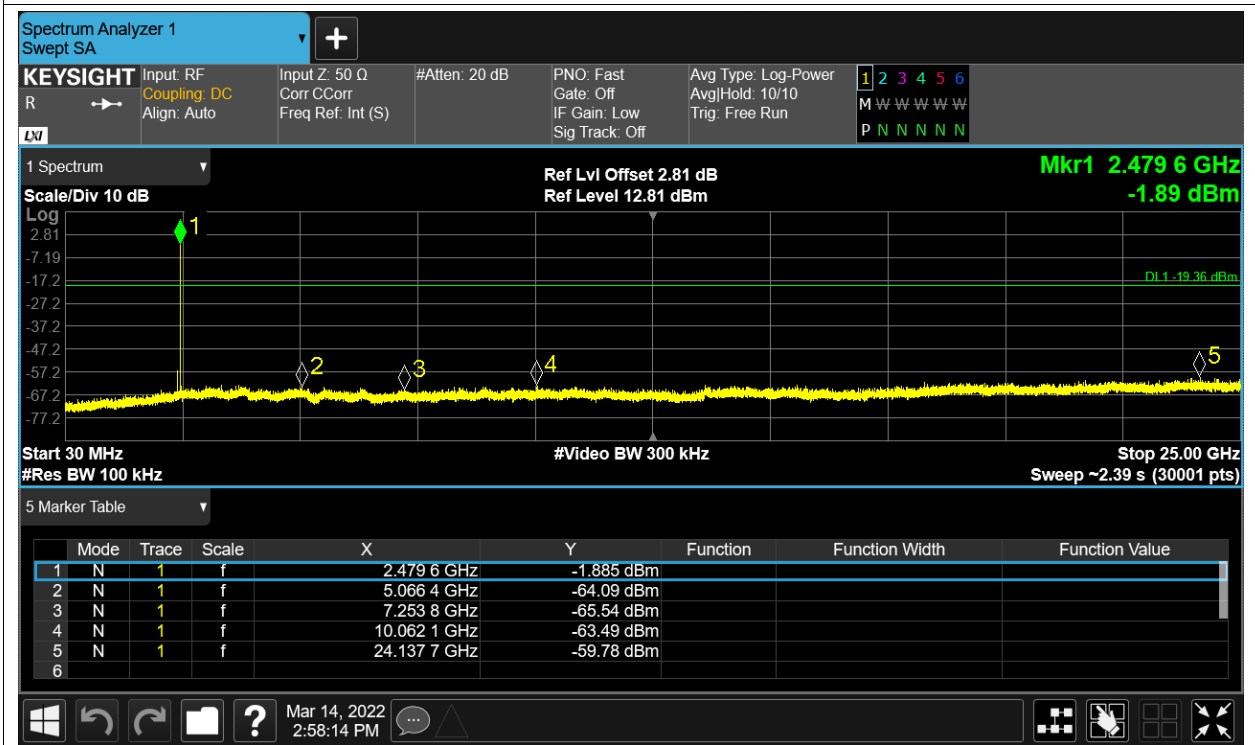 Spectrum Analyzer 1
Swept SA
KEYSIGHT Input: RF Input Z: 50 Ω #Atten: 20 dB PNO: Fast Avg Type: Log-Power 1 2 3 4 5 6
R Coupling: DC Corr CCorr Gate: Off Avg|Hold: 10/10 M W W W W W
Align: Auto Freq Ref: Int (S) IF Gain: Low Trig: Free Run
LXI Sig Track: Off P N N N N N
1 Spectrum Ref Lvl Offset 2.81 dB Mkr1 2.479 6 GHz
Scale/Div 10 dB Ref Level 12.81 dBm -1.89 dBm
Log
1
2.81
-7.19
-17.2 DL1 -19.36 dBm
-27.2
-37.2
-47.2
-57.2 2 3 4 5
-67.2
-77.2
Start 30 MHz #Video BW 300 kHz Stop 25.00 GHz
#Res BW 100 kHz Sweep ~2.39 s (30001 pts)
5 Marker Table
Mode Trace Scale X Y Function Function Width Function Value
1 N 1 f 2.479 6 GHz -1.885 dBm
2 N 1 f 5.066 4 GHz -64.09 dBm
3 N 1 f 7.253 8 GHz -65.54 dBm
4 N 1 f 10.062 1 GHz -63.49 dBm
5 N 1 f 24.137 7 GHz -59.78 dBm
6
? Mar 14, 2022
2:58:14 PM